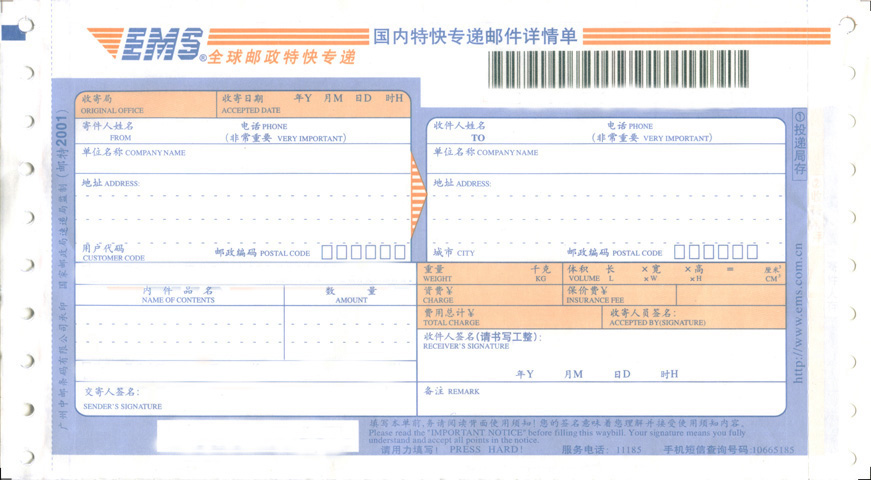 EMS®全球邮政特快专递
国内特快专递邮件详情单
收寄局
ORIGINAL OFFICE
收寄日期 年Y 月M 日D 时H
ACCEPTED DATE
寄件人姓名
FROM
电话 PHONE
(非常重要 VERY IMPORTANT)
单位名称 COMPANY NAME
地址 ADDRESS:
用户代码
CUSTOMER CODE
邮政编码 POSTAL CODE
收件人姓名
TO
电话 PHONE
(非常重要 VERY IMPORTANT)
单位名称 COMPANY NAME
地址 ADDRESS:
城市 CITY
邮政编码 POSTAL CODE
内 件 品 名
NAME OF CONTENTS
数 量
AMOUNT
交寄人签名:
SENDER'S SIGNATURE
重量 千克
WEIGHT KG
体积 长 ×宽 ×高 = 厘米³
VOLUME L ×W ×H CM³
资费¥
CHARGE
保价费¥
INSURANCE FEE
费用总计¥
TOTAL CHARGE
收寄人员签名:
ACCEPTED BY(SIGNATURE)
收件人签名(请书写工整):
RECEIVER'S SIGNATURE
年Y 月M 日D 时H
备注 REMARK
填写本单前,务请阅读背面使用须知!您的签名意味着您理解并接受使用须知内容。
Please read the "IMPORTANT NOTICE" before filling this waybill. Your signature means you fully
understand and accept all points in the notice.
请用力填写! PRESS HARD! 服务电话: 11185 手机短信查询号码:10665185
①投递局存
http://www.ems.com.cn
广州中邮条码有限公司承印 国家邮政局速递局监制(邮特2001)